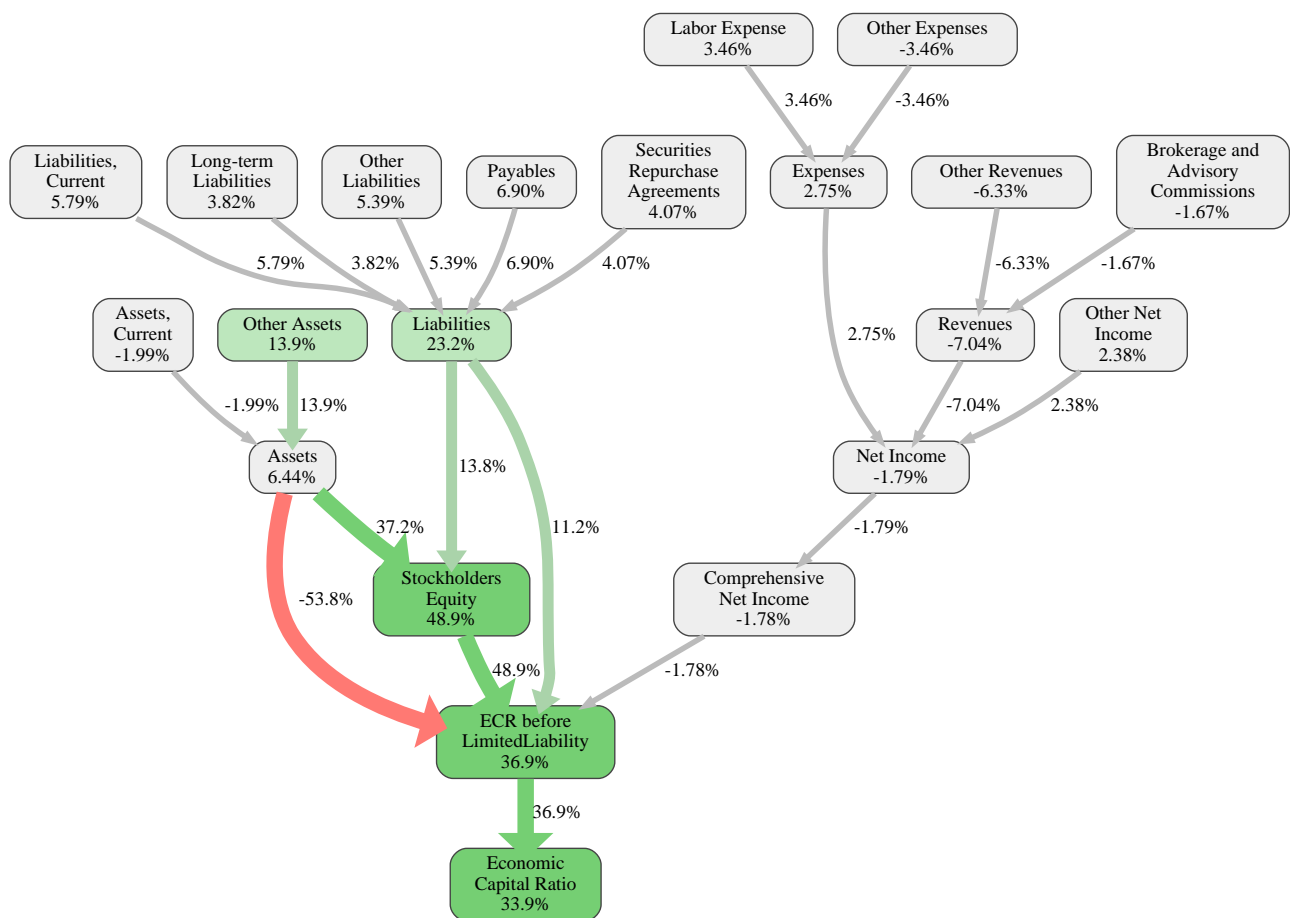 Labor Expense
3.46%
Other Expenses
-3.46%
3.46%
-3.46%
Liabilities,
Current
5.79%
Long-term
Liabilities
3.82%
Other
Liabilities
5.39%
Payables
6.90%
Securities
Repurchase
Agreements
4.07%
Expenses
2.75%
Other Revenues
-6.33%
Brokerage and
Advisory
Commissions
-1.67%
5.79%
3.82%
5.39%
6.90%
4.07%
-6.33%
-1.67%
Assets,
Current
-1.99%
Other Assets
13.9%
Liabilities
23.2%
2.75%
Revenues
-7.04%
Other Net
Income
2.38%
-1.99%
13.9%
-7.04%
2.38%
Assets
6.44%
13.8%
Net Income
-1.79%
37.2%
11.2%
-1.79%
-53.8%
Stockholders
Equity
48.9%
Comprehensive
Net Income
-1.78%
48.9%
-1.78%
ECR before
LimitedLiability
36.9%
36.9%
Economic
Capital Ratio
33.9%